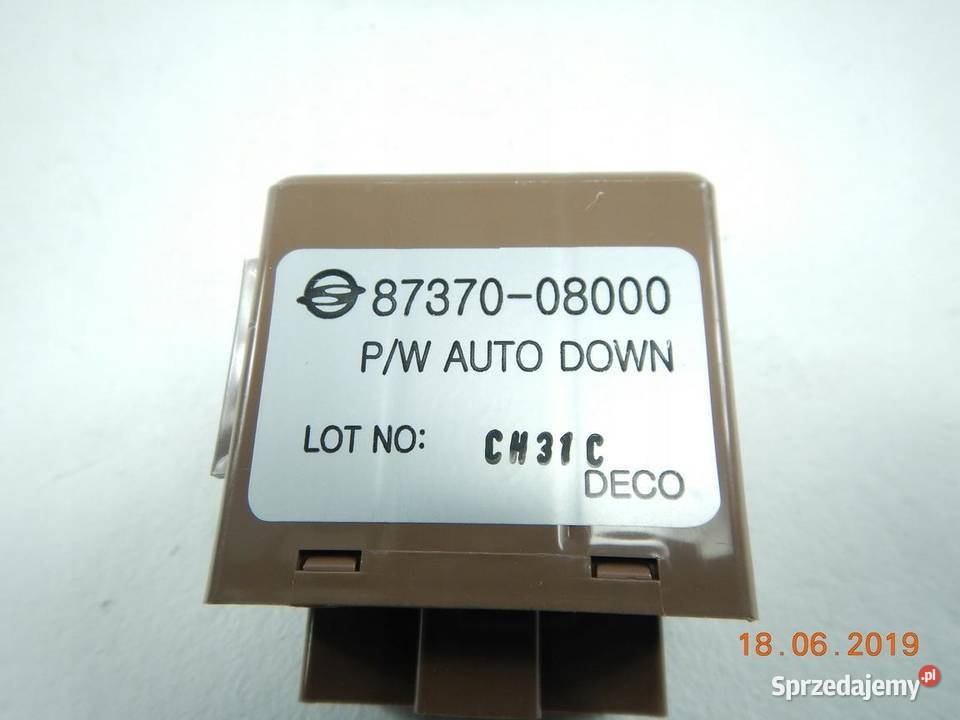 87370-08000
P/W AUTO DOWN
LOT NO: CH31C
DECO
18.06.2019
Sprzedajemy.pl